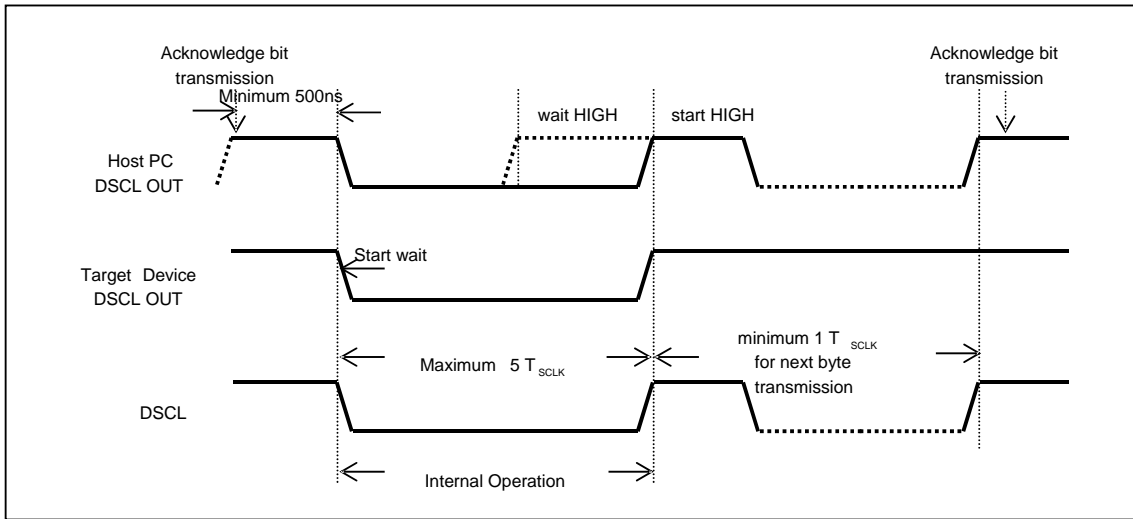 Acknowledge bit
transmission
Acknowledge bit
transmission
Minimum 500ns
wait HIGH
start HIGH
Host PC
DSCL OUT
Start wait
Target Device
DSCL OUT
minimum 1 T SCLK
for next byte
transmission
Maximum 5 T SCLK
DSCL
Internal Operation